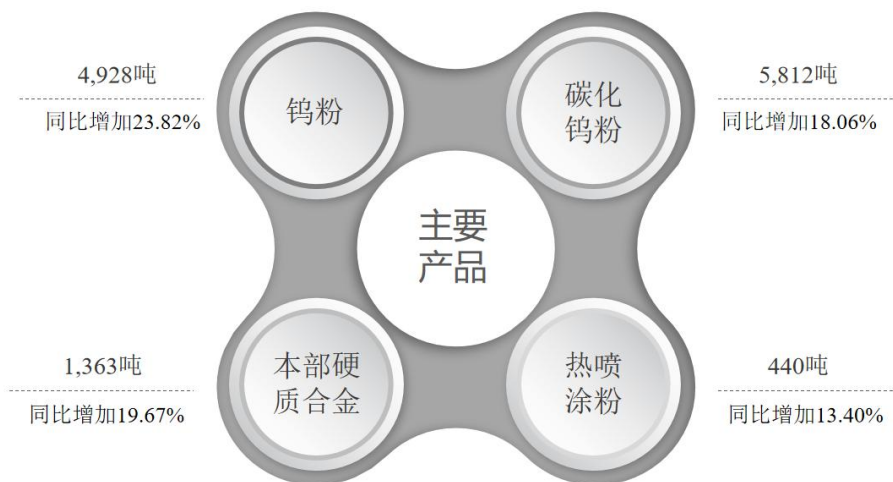 4,928吨
同比增加23.82%
钨粉
碳化
钨粉
5,812吨
同比增加18.06%
主要
产品
1,363吨
同比增加19.67%
本部硬
质合金
热喷
涂粉
440吨
同比增加13.40%